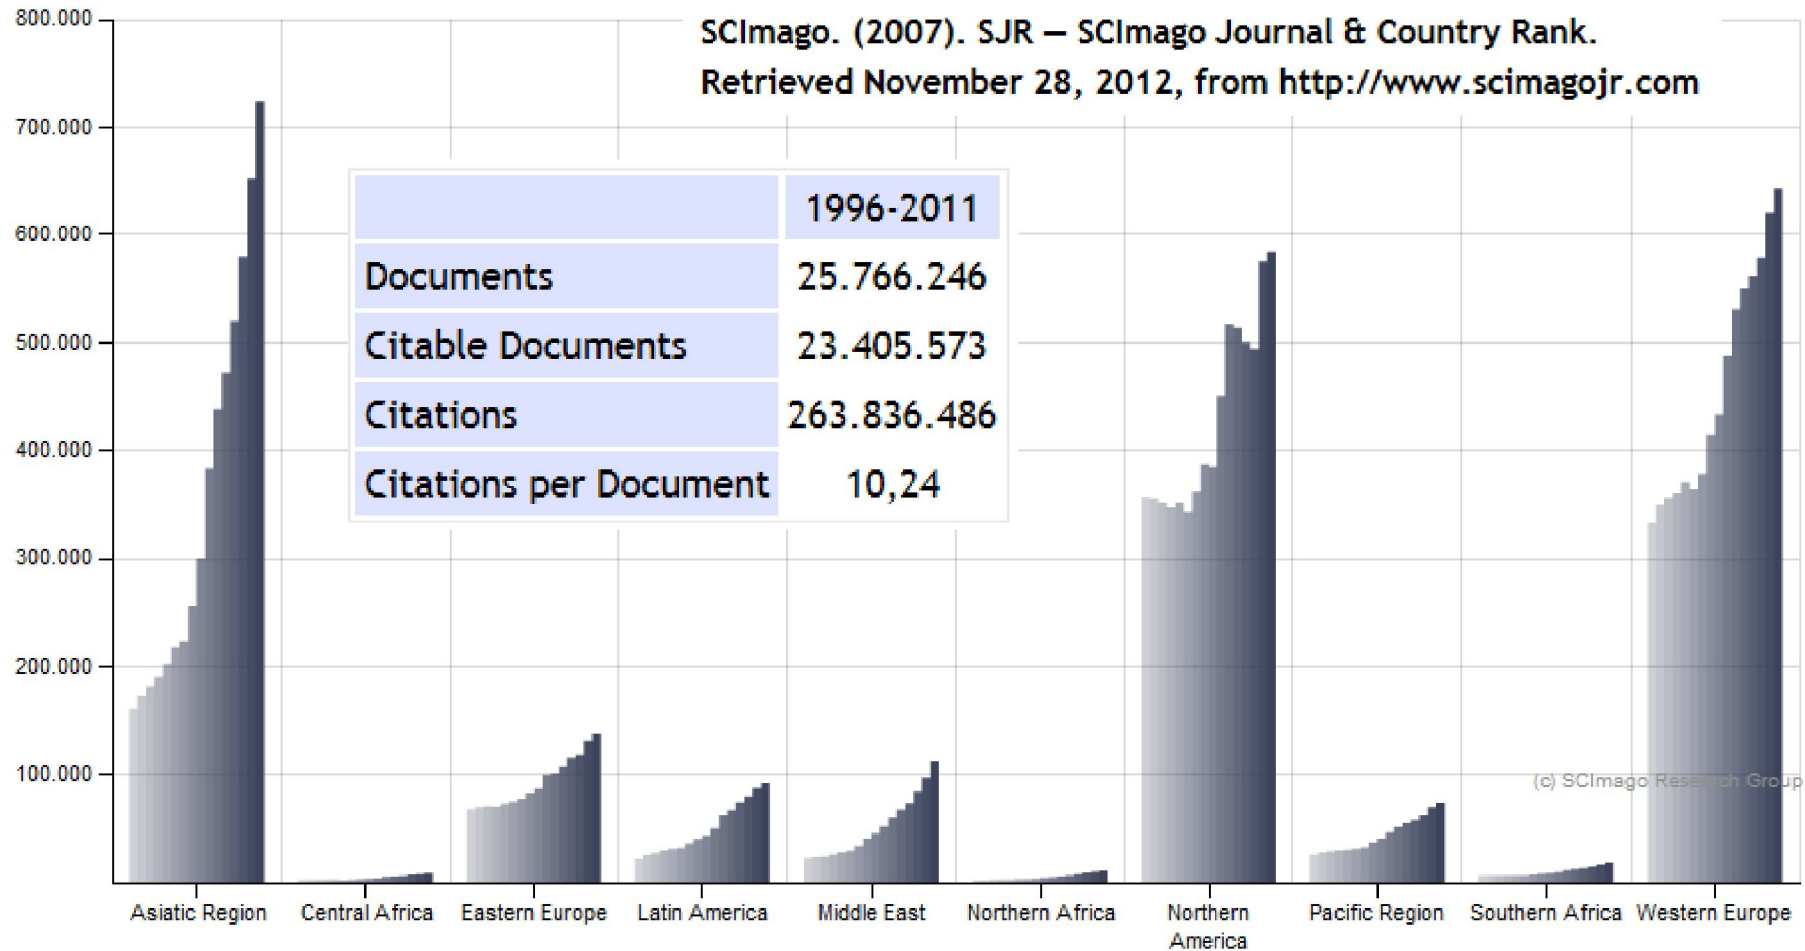 SCImago. (2007). SJR — SCImago Journal & Country Rank.
Retrieved November 28, 2012, from http://www.scimagojr.com
800.000
700.000
600.000
500.000
400.000
300.000
200.000
100.000
1996-2011
Documents 25.766.246
Citable Documents 23.405.573
Citations 263.836.486
Citations per Document 10,24
(c) SCImago Research Group
Asiatic Region Central Africa Eastern Europe Latin America Middle East Northern Africa Northern Pacific Region Southern Africa Western Europe
America